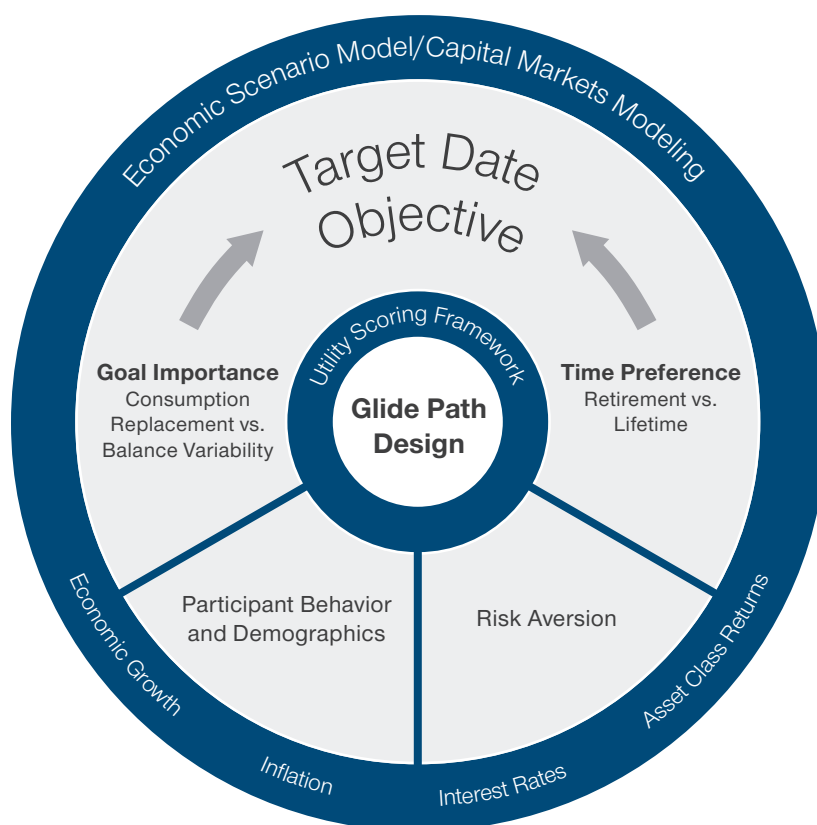 Economic Scenario Model/Capital Markets Modeling
Target Date
Objective
Utility Scoring Framework
Glide Path
Design
Goal Importance
Consumption
Replacement vs.
Balance Variability
Time Preference
Retirement vs.
Lifetime
Participant Behavior
and Demographics
Risk Aversion
Economic Growth
Inflation
Interest Rates
Asset Class Returns